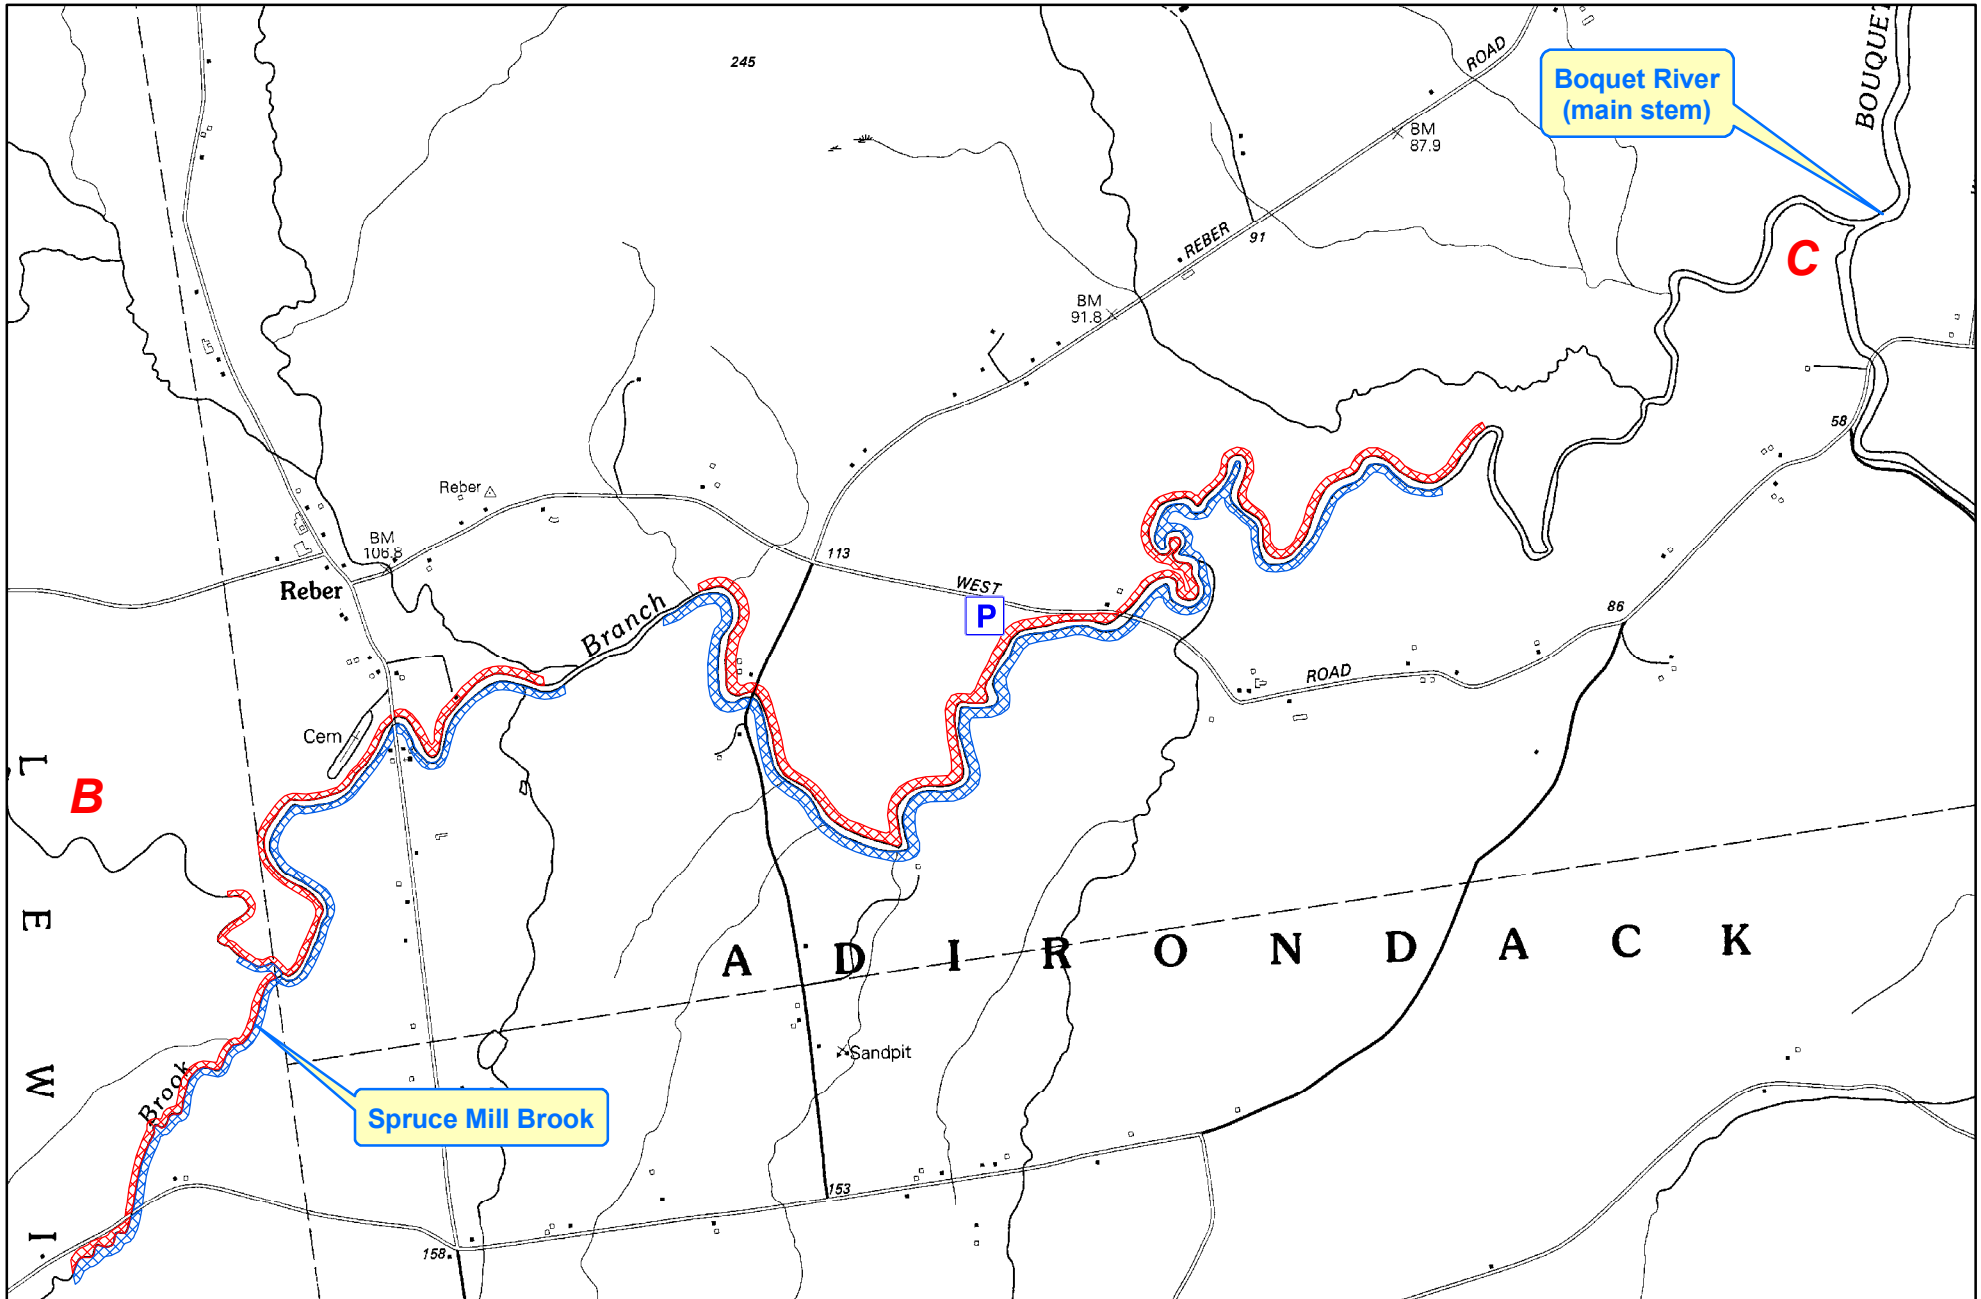 245
ROAD
Boquet River
(main stem)
BOUQUET
BM
87.9
REBER
91
C
BM
91.8
58
Reber
BM
106.8
113
Reber
Branch
WEST
P
86
ROAD
Cem
L
B
E
A D I R O N D A C K
W
Sandpit
Brook
Spruce Mill Brook
153
I
158